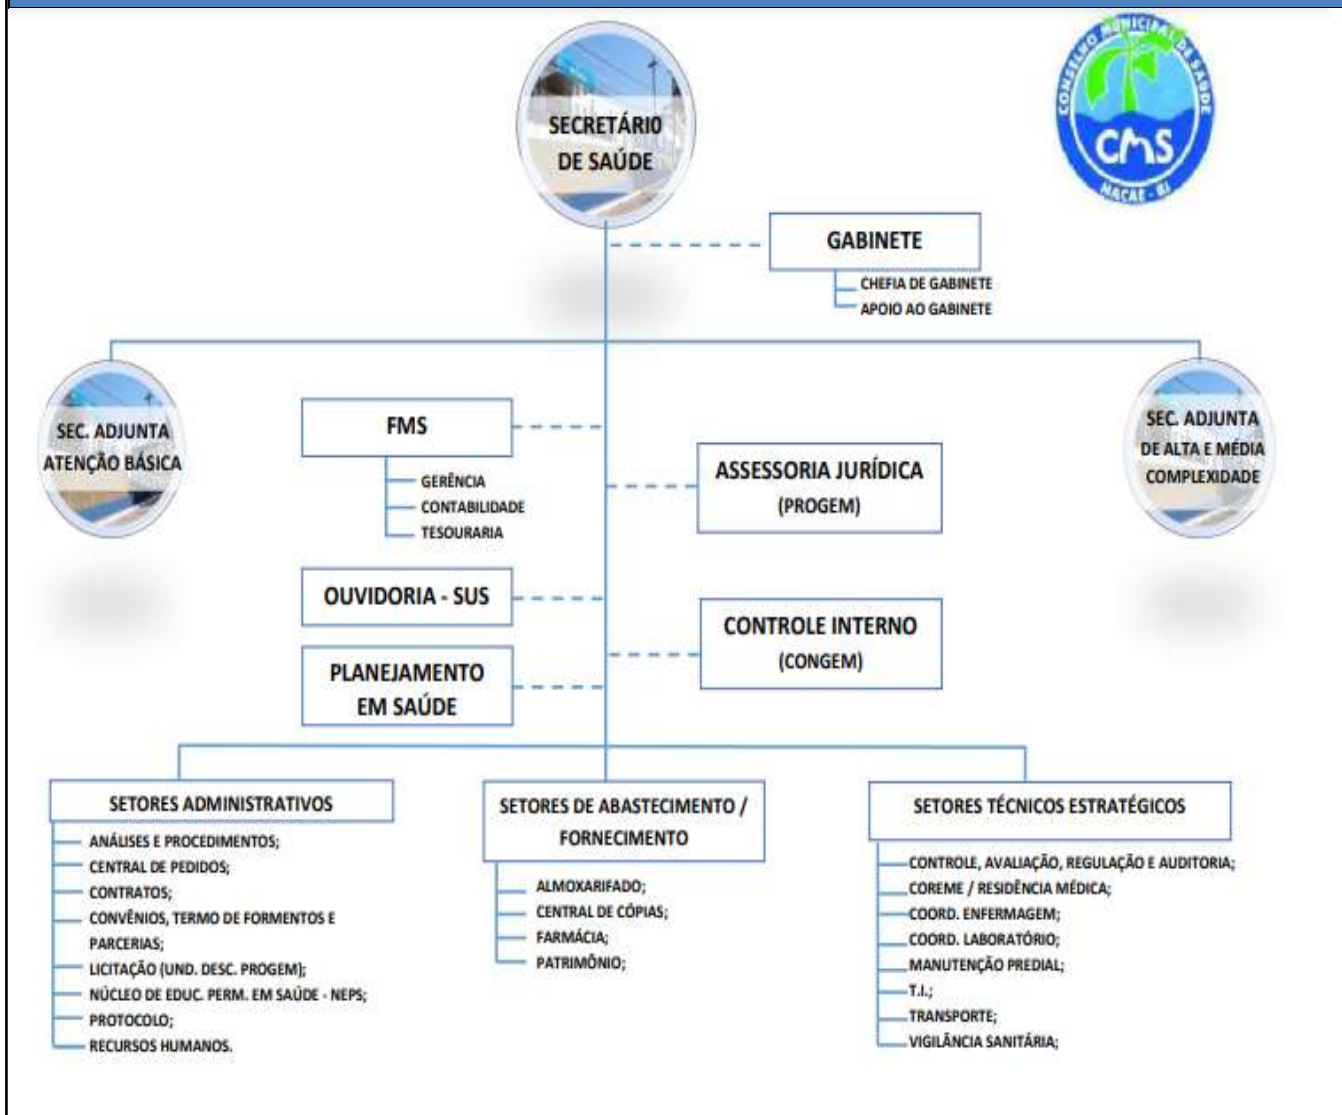 SECRETÁRIO
DE SAÚDE
CONSELHO MUNICIPAL DE SAÚDE
CMS
MACAE - RJ
GABINETE
CHEFIA DE GABINETE
APOIO AO GABINETE
SEC. ADJUNTA
ATENÇÃO BÁSICA
SEC. ADJUNTA
DE ALTA E MÉDIA
COMPLEXIDADE
FMS
GERÊNCIA
CONTABILIDADE
TESOURARIA
ASSESSORIA JURÍDICA
(PROGEM)
OUVIDORIA - SUS
CONTROLE INTERNO
(CONGEM)
PLANEJAMENTO
EM SAÚDE
SETORES ADMINISTRATIVOS
ANÁLISES E PROCEDIMENTOS;
CENTRAL DE PEDIDOS;
CONTRATOS;
CONVÊNIOS, TERMO DE FORMENTOS E
PARCERIAS;
LICITAÇÃO (UND. DESC. PROGEM);
NÚCLEO DE EDUC. PERM. EM SAÚDE - NEPS;
PROTOCOLO;
RECURSOS HUMANOS.
SETORES DE ABASTECIMENTO /
FORNECIMENTO
ALMOXARIFADO;
CENTRAL DE CÓPIAS;
FARMÁCIA;
PATRIMÔNIO;
SETORES TÉCNICOS ESTRATÉGICOS
CONTROLE, AVALIAÇÃO, REGULAÇÃO E AUDITORIA;
COREME / RESIDÊNCIA MÉDICA;
COORD. ENFERMAGEM;
COORD. LABORATÓRIO;
MANUTENÇÃO PREDIAL;
T.I.;
TRANSPORTE;
VIGILÂNCIA SANITÁRIA;